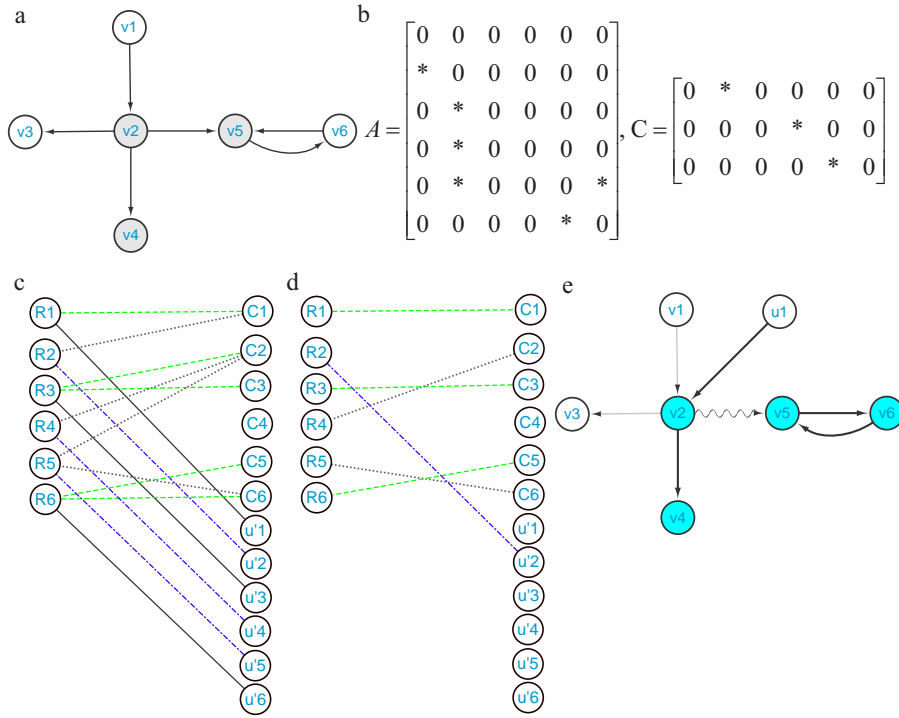 a
v1
v3
v2
v5
v6
v4
b
A =
0 0 0 0 0 0
* 0 0 0 0 0
0 * 0 0 0 0
0 * 0 0 0 0
0 * 0 0 0 *
0 0 0 0 * 0
, C =
0 * 0 0 0 0
0 0 0 * 0 0
0 0 0 0 * 0
c
R1
R2
R3
R4
R5
R6
C1
C2
C3
C4
C5
C6
u'1
u'2
u'3
u'4
u'5
u'6
d
R1
R2
R3
R4
R5
R6
C1
C2
C3
C4
C5
C6
u'1
u'2
u'3
u'4
u'5
u'6
e
v1
u1
v3
v2
v5
v6
v4